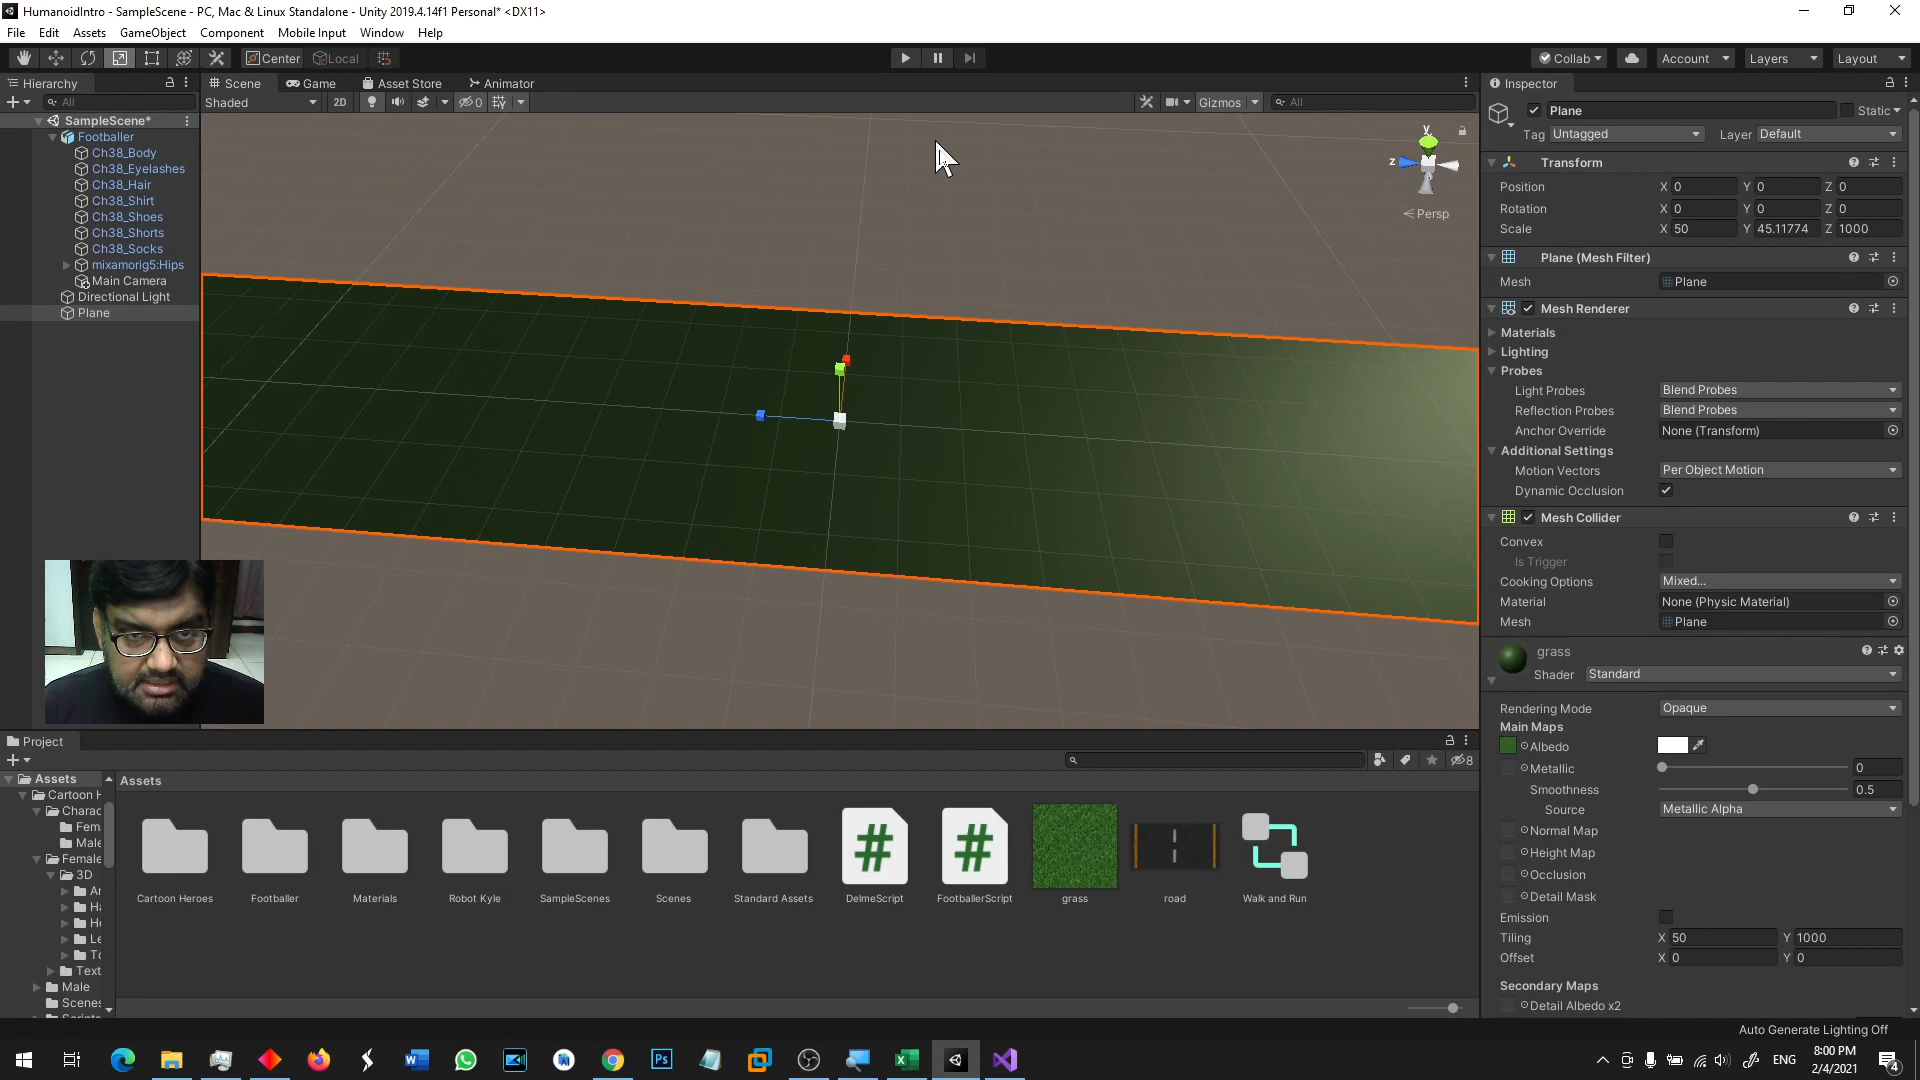 HumanoidIntro - SampleScene - PC, Mac & Linux Standalone - Unity 2019.4.14f1 Personal* <DX11>
File Edit Assets GameObject Component Mobile Input Window Help
Center Local Collab Account Layers Layout
Hierarchy
All
SampleScene*
Footballer
Ch38_Body
Ch38_Eyelashes
Ch38_Hair
Ch38_Shirt
Ch38_Shoes
Ch38_Shorts
Ch38_Socks
mixamorig5:Hips
Main Camera
Directional Light
Plane
Scene Game Asset Store Animator
Shaded 2D 0 Gizmos All
y
z
Persp
Inspector
Plane Static
Tag Untagged Layer Default
Transform
Position X 0 Y 0 Z 0
Rotation X 0 Y 0 Z 0
Scale X 50 Y 45.11774 Z 1000
Plane (Mesh Filter)
Mesh Plane
Mesh Renderer
Materials
Lighting
Probes
Light Probes Blend Probes
Reflection Probes Blend Probes
Anchor Override None (Transform)
Additional Settings
Motion Vectors Per Object Motion
Dynamic Occlusion
Mesh Collider
Convex
Is Trigger
Cooking Options Mixed...
Material None (Physic Material)
Mesh Plane
grass
Shader Standard
Rendering Mode Opaque
Main Maps
Albedo
Metallic 0
Smoothness 0.5
Source Metallic Alpha
Normal Map
Height Map
Occlusion
Detail Mask
Emission
Tiling X 50 Y 1000
Offset X 0 Y 0
Secondary Maps
Detail Albedo x2
Auto Generate Lighting Off
Project
8
Assets
Cartoon H
Charac
Fem
Male
Female
3D
Ar
Ha
He
Le
To
Text
Male
Scenes
Assets
Cartoon Heroes Footballer Materials Robot Kyle SampleScenes Scenes Standard Assets DelmeScript FootballerScript grass road Walk and Run
ENG
8:00 PM
2/4/2021
4